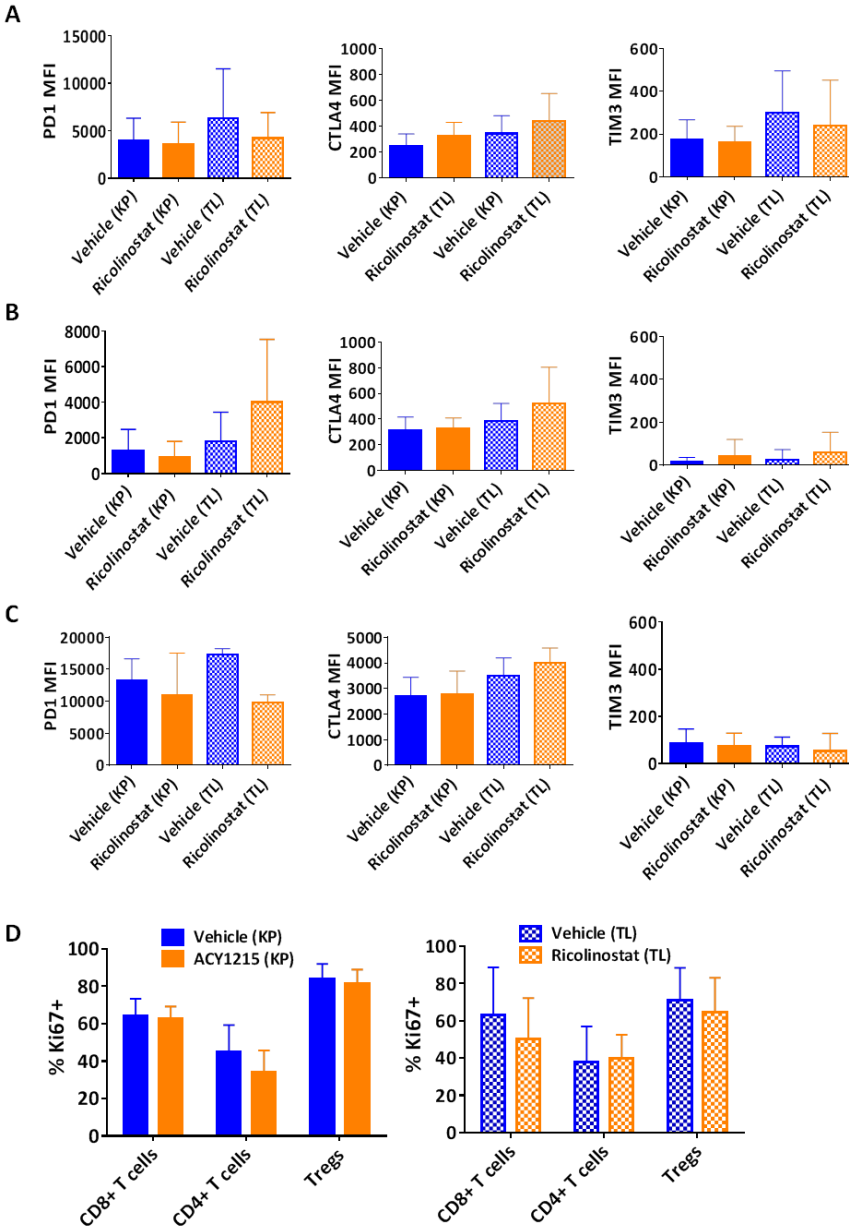 A
PD1 MFI
15000
10000
5000
0
Vehicle (KP)
Ricolinostat (KP)
Vehicle (TL)
Ricolinostat (TL)
CTLA4 MFI
1000
800
600
400
200
0
Vehicle (KP)
Ricolinostat (TL)
Vehicle (KP)
Ricolinostat (TL)
TIM3 MFI
600
400
200
0
Vehicle (KP)
Ricolinostat (KP)
Vehicle (TL)
Ricolinostat (TL)
B
PD1 MFI
8000
6000
4000
2000
0
Vehicle (KP)
Ricolinostat (KP)
Vehicle (TL)
Ricolinostat (TL)
CTLA4 MFI
1000
800
600
400
200
0
Vehicle (KP)
Ricolinostat (KP)
Vehicle (TL)
Ricolinostat (TL)
TIM3 MFI
600
400
200
0
Vehicle (KP)
Ricolinostat (KP)
Vehicle (TL)
Ricolinostat (TL)
C
PD1 MFI
20000
15000
10000
5000
0
Vehicle (KP)
Ricolinostat (KP)
Vehicle (TL)
Ricolinostat (TL)
CTLA4 MFI
5000
4000
3000
2000
1000
0
Vehicle (KP)
Ricolinostat (KP)
Vehicle (TL)
Ricolinostat (TL)
TIM3 MFI
600
400
200
0
Vehicle (KP)
Ricolinostat (KP)
Vehicle (TL)
Ricolinostat (TL)
D
Vehicle (KP)
ACY1215 (KP)
% Ki67+
100
80
60
40
20
0
CD8+ T cells
CD4+ T cells
Tregs
Vehicle (TL)
Ricolinostat (TL)
% Ki67+
100
80
60
40
20
0
CD8+ T cells
CD4+ T cells
Tregs